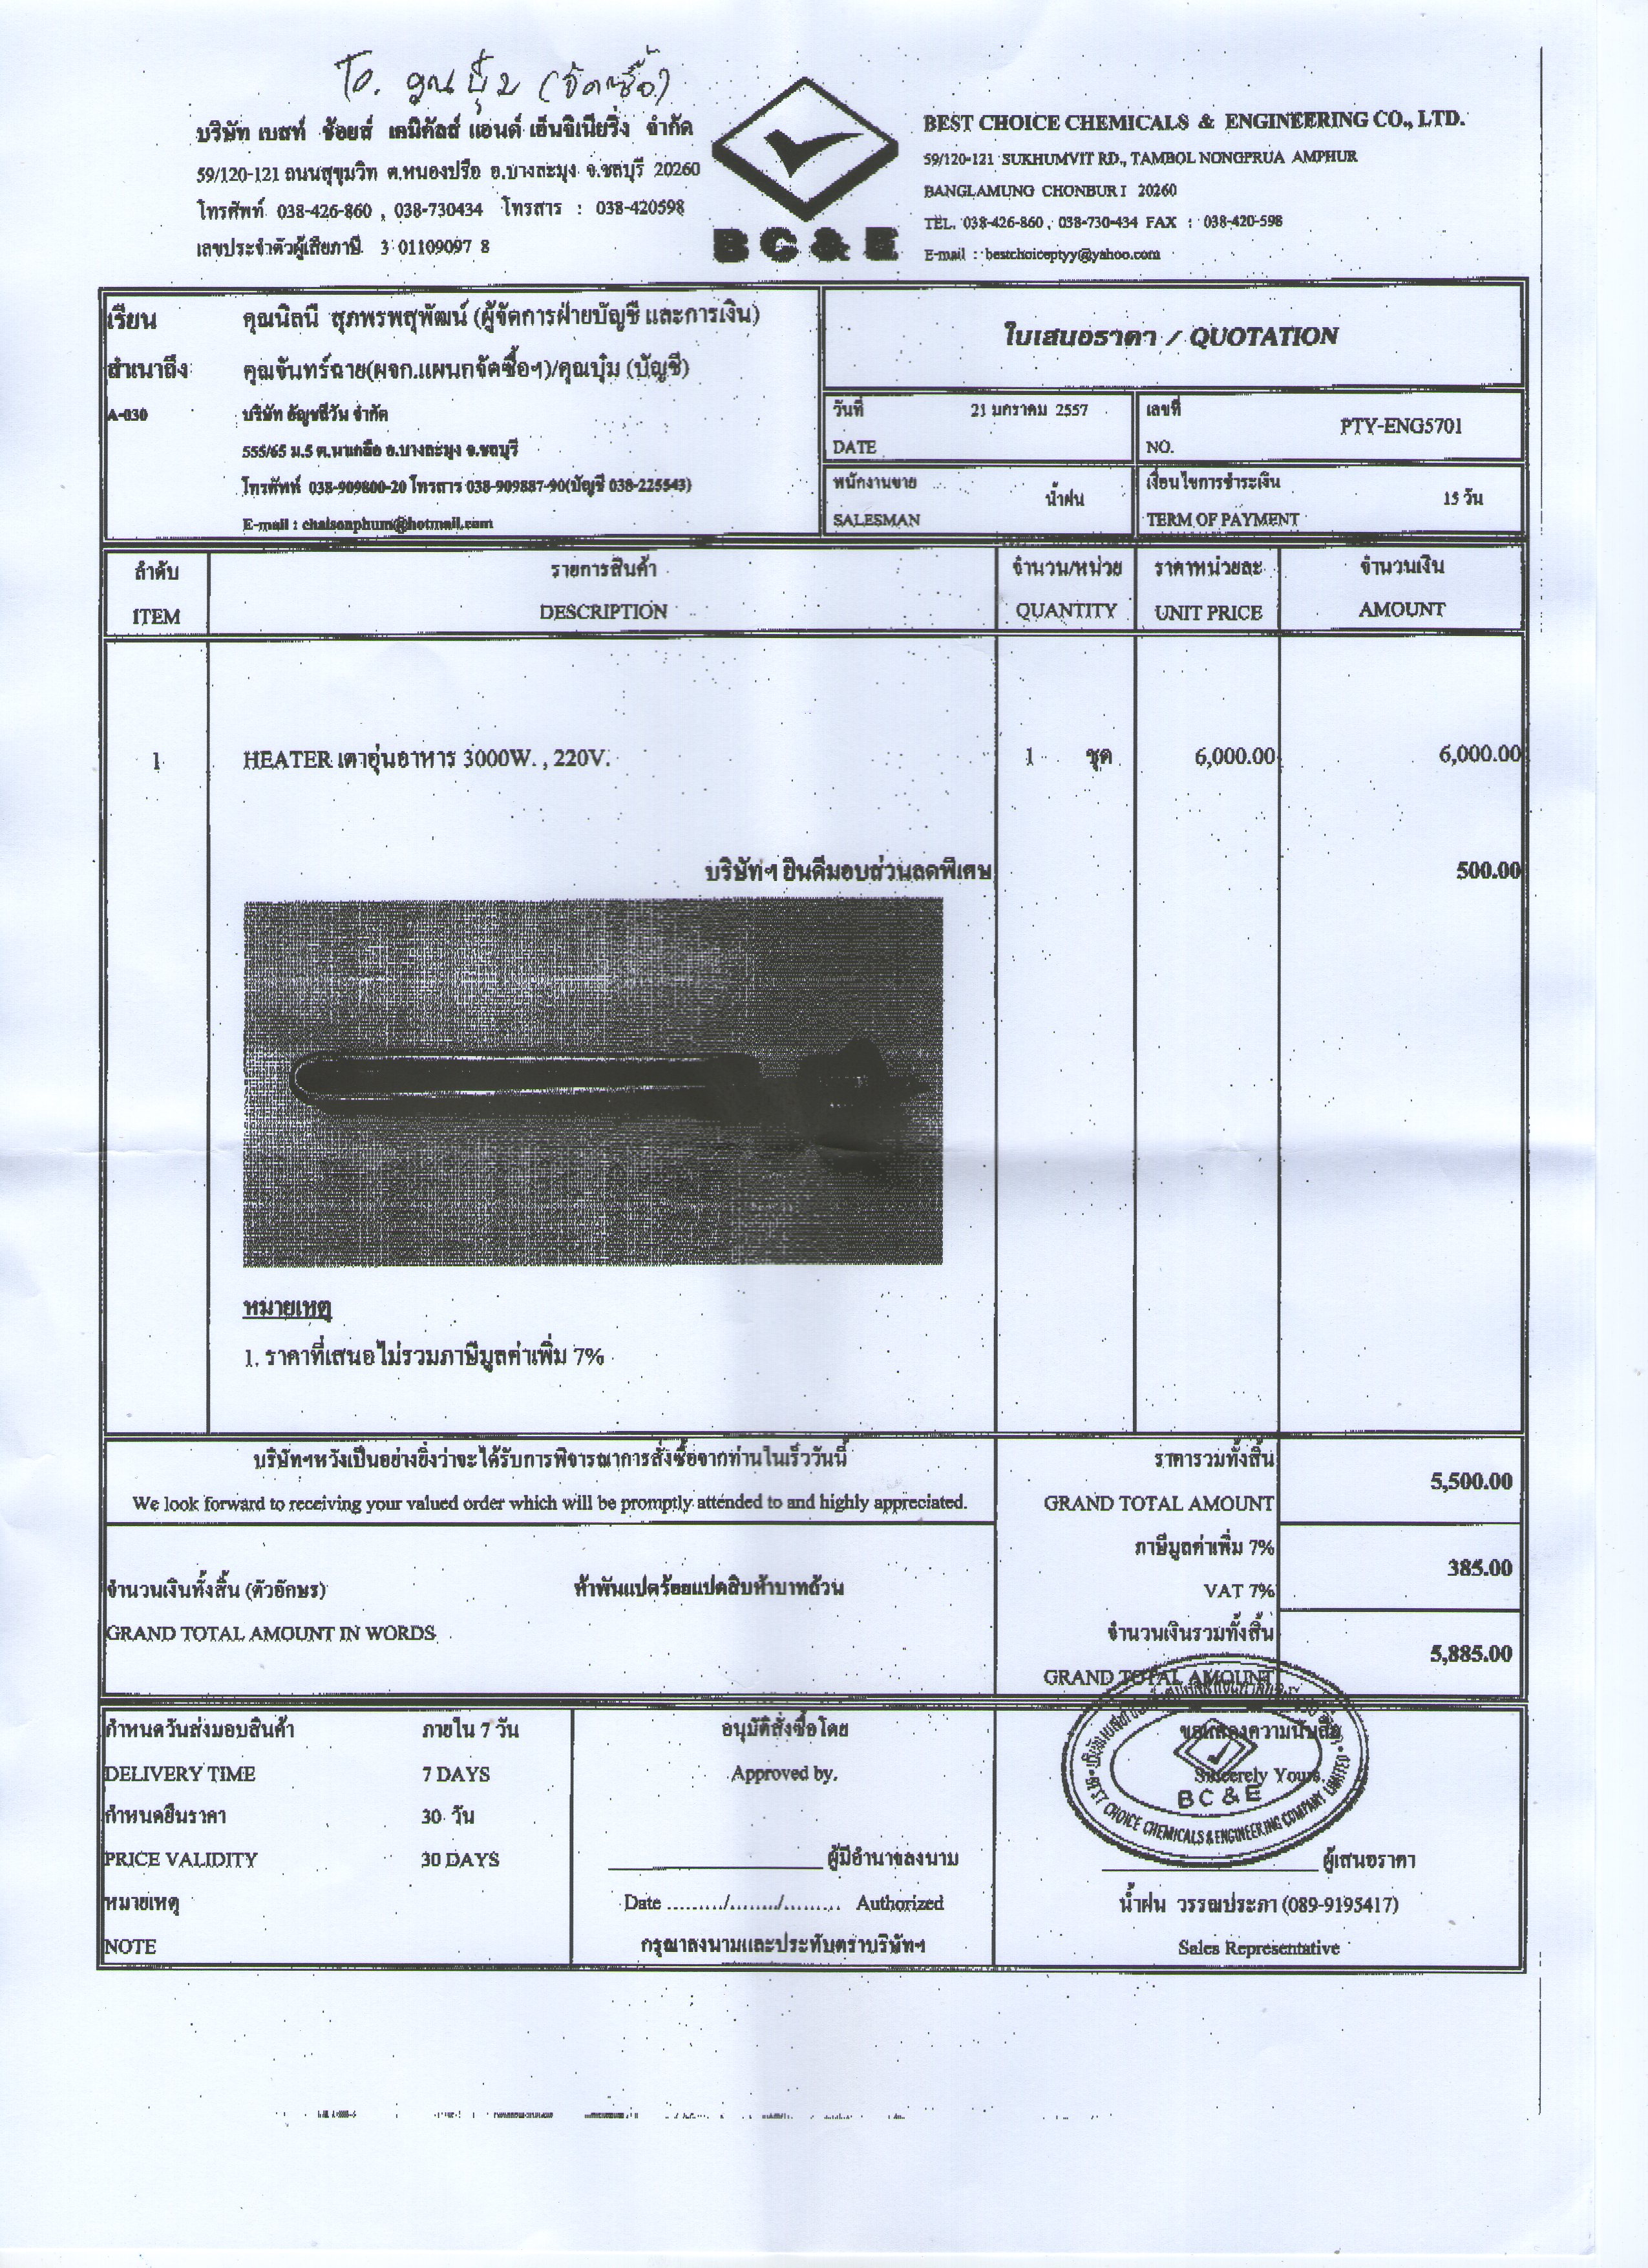 To. คุณปุ้ม (จัดซื้อ)
บริษัท เบสท์ ช้อยส์ เคมิคัลส์ แอนด์ เอ็นจิเนียริ่ง จำกัด
59/120-121 ถนนสุขุมวิท ต.หนองปรือ อ.บางละมุง จ.ชลบุรี 20260
โทรศัพท์ 038-426-860 , 038-730434 โทรสาร : 038-420598
เลขประจำตัวผู้เสียภาษี 3 01109097 8
BC&E
BEST CHOICE CHEMICALS & ENGINEERING CO., LTD.
59/120-121 SUKHUMVIT RD., TAMBOL NONGPRUA AMPHUR
BANGLAMUNG CHONBURI 20260
TEL. 038-426-860 , 038-730-434 FAX : 038-420-598
E-mail : bestchoiceptyy@yahoo.com
เรียน คุณนิลนี สุภพรพสุพัฒน์ (ผู้จัดการฝ่ายบัญชี และการเงิน)
สำเนาถึง คุณจันทร์ฉาย(ผจก.แผนกจัดซื้อฯ)/คุณบุ๋ม (บัญชี)
A-030 บริษัท อัญชลีวัน จำกัด
555/65 ม.5 ต.นาเกลือ อ.บางละมุง จ.ชลบุรี
โทรศัพท์ 038-909800-20 โทรสาร 038-909887-90(บัญชี 038-225543)
E-mail : chaisonphum@hotmail.com
ใบเสนอราคา / QUOTATION
วันที่ 21 มกราคม 2557
DATE
เลขที่ PTY-ENG5701
NO.
พนักงานขาย น้ำฝน
SALESMAN
เงื่อนไขการชำระเงิน 15 วัน
TERM OF PAYMENT
ลำดับ รายการสินค้า จำนวน/หน่วย ราคาหน่วยละ จำนวนเงิน
ITEM DESCRIPTION QUANTITY UNIT PRICE AMOUNT
1 HEATER เตาอุ่นอาหาร 3000W. , 220V. 1 ชุด 6,000.00 6,000.00
บริษัทฯ ยินดีมอบส่วนลดพิเศษ 500.00
หมายเหตุ
1. ราคาที่เสนอไม่รวมภาษีมูลค่าเพิ่ม 7%
บริษัทฯหวังเป็นอย่างยิ่งว่าจะได้รับการพิจารณาการสั่งซื้อจากท่านในเร็ววันนี้
We look forward to receiving your valued order which will be promptly attended to and highly appreciated.
ราคารวมทั้งสิ้น 5,500.00
GRAND TOTAL AMOUNT
ภาษีมูลค่าเพิ่ม 7% 385.00
VAT 7%
จำนวนเงินทั้งสิ้น (ตัวอักษร) ห้าพันแปดร้อยแปดสิบห้าบาทถ้วน
GRAND TOTAL AMOUNT IN WORDS
จำนวนเงินรวมทั้งสิ้น 5,885.00
GRAND TOTAL AMOUNT
กำหนดวันส่งมอบสินค้า ภายใน 7 วัน
DELIVERY TIME 7 DAYS
กำหนดยืนราคา 30 วัน
PRICE VALIDITY 30 DAYS
หมายเหตุ
NOTE
อนุมัติสั่งซื้อโดย
Approved by.
ผู้มีอำนาจลงนาม
Date ........./......../......... Authorized
กรุณาลงนามและประทับตราบริษัทฯ
ขอแสดงความนับถือ
Sincerely Yours.
BC&E
BEST CHOICE CHEMICALS & ENGINEERING COMPANY LIMITED
ผู้เสนอราคา
น้ำฝน วรรณประภา (089-9195417)
Sales Representative